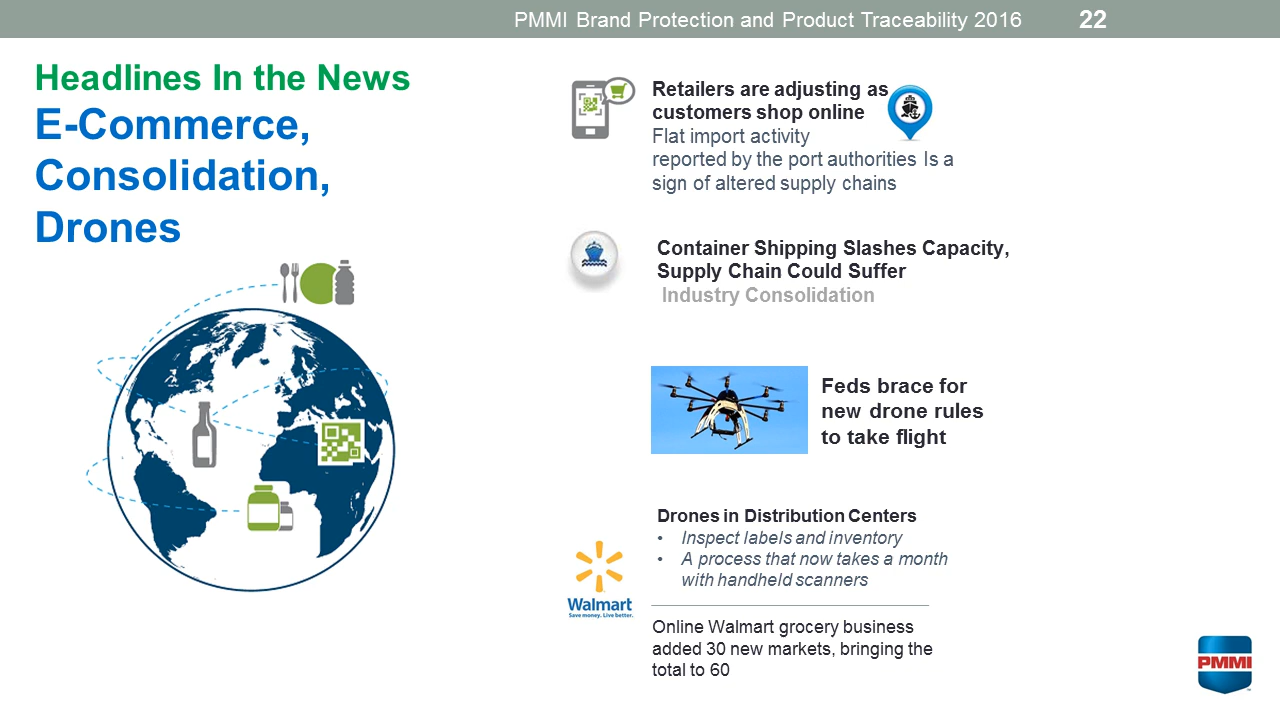 PMMI Brand Protection and Product Traceability 2016 22
Headlines In the News
E-Commerce,
Consolidation,
Drones
Retailers are adjusting as
customers shop online
Flat import activity
reported by the port authorities Is a
sign of altered supply chains
Container Shipping Slashes Capacity,
Supply Chain Could Suffer
Industry Consolidation
Feds brace for
new drone rules
to take flight
Drones in Distribution Centers
• Inspect labels and inventory
• A process that now takes a month
with handheld scanners
Walmart
Save money. Live better.
Online Walmart grocery business
added 30 new markets, bringing the
total to 60
PMMI